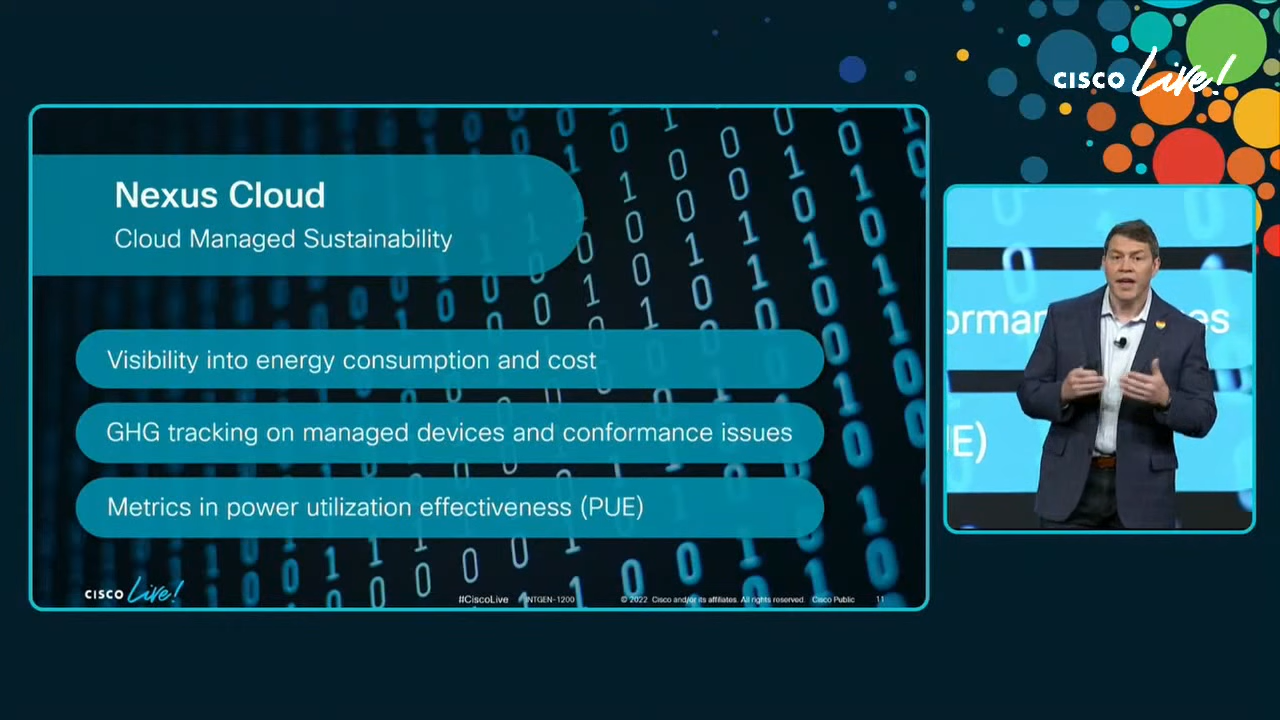 CISCO Live!
Nexus Cloud
Cloud Managed Sustainability
Visibility into energy consumption and cost
GHG tracking on managed devices and conformance issues
Metrics in power utilization effectiveness (PUE)
CISCO Live!
#CiscoLive
INTGEN-1200
© 2022 Cisco and/or its affiliates. All rights reserved. Cisco Public
11